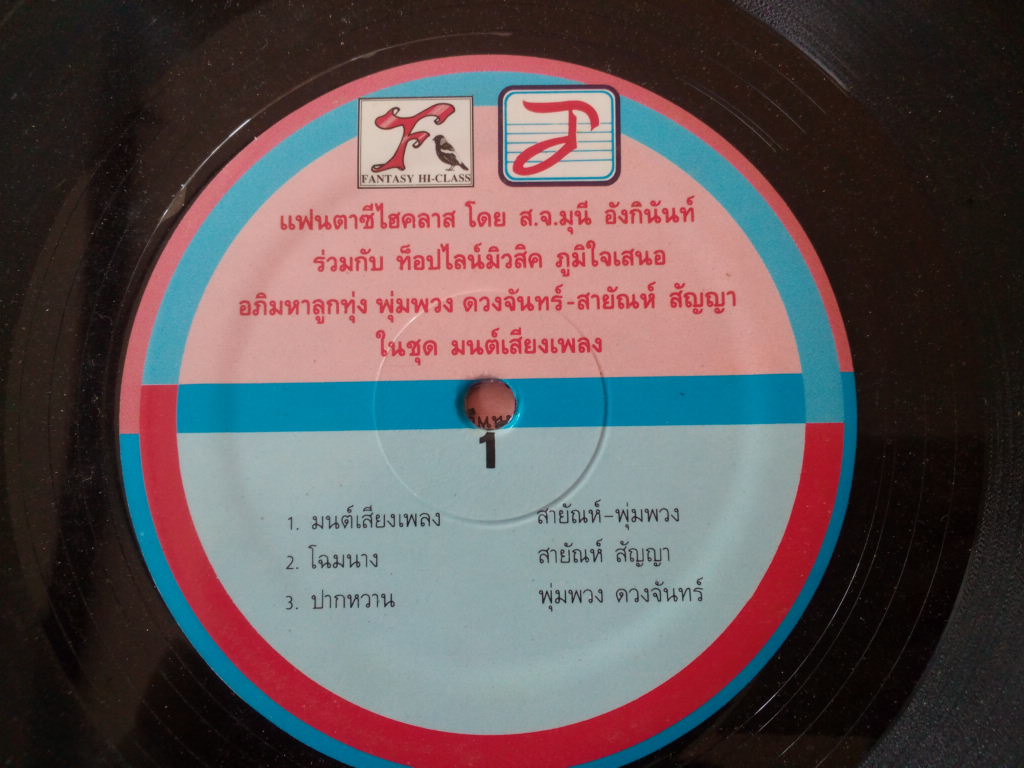 FANTASY HI-CLASS
แฟนตาซีไฮคลาส โดย ส.จ.มุนี อังกินันท์
ร่วมกับ ท็อปไลน์มิวสิค ภูมิใจเสนอ
อภิมหาลูกทุ่ง พุ่มพวง ดวงจันทร์-สายัณห์ สัญญา
ในชุด มนต์เสียงเพลง
1
1. มนต์เสียงเพลง สายัณห์-พุ่มพวง
2. โฉมนาง สายัณห์ สัญญา
3. ปากหวาน พุ่มพวง ดวงจันทร์